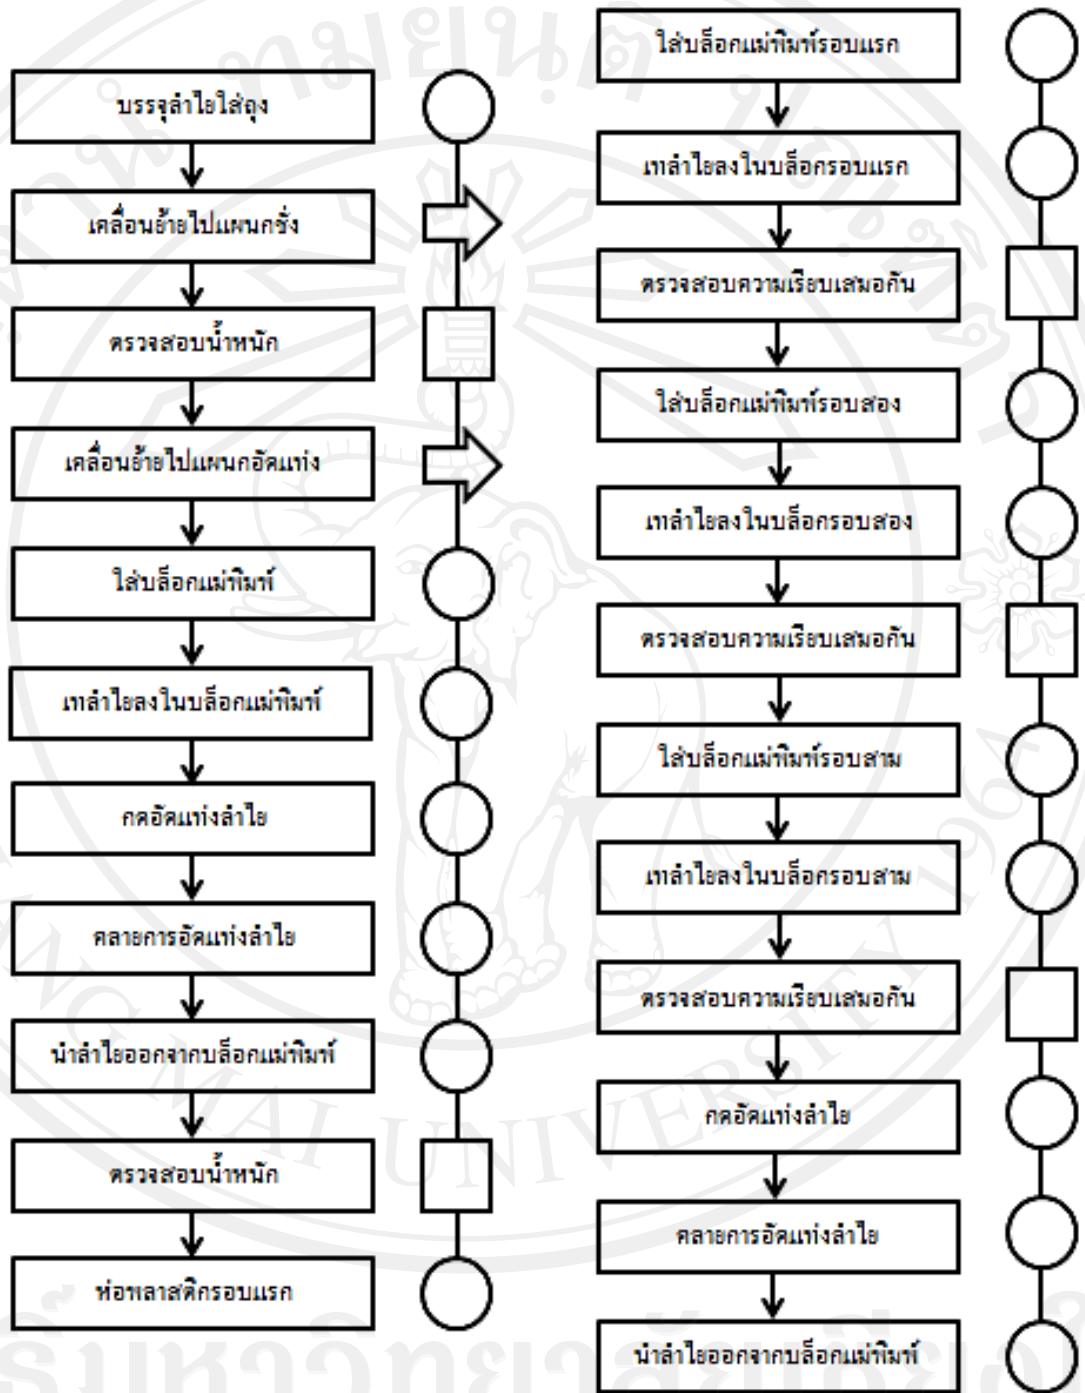 บรรจุลำไยใส่ถุง
เคลื่อนย้ายไปแผนกชั่ง
ตรวจสอบน้ำหนัก
เคลื่อนย้ายไปแผนกอัดแท่ง
ใส่บล็อกแม่พิมพ์
เทลำไยลงในบล็อกแม่พิมพ์
กดอัดแท่งลำไย
คลายการอัดแท่งลำไย
นำลำไยออกจากบล็อกแม่พิมพ์
ตรวจสอบน้ำหนัก
ห่อพลาสติกรอบแรก
ใส่บล็อกแม่พิมพ์รอบแรก
เทลำไยลงในบล็อกรอบแรก
ตรวจสอบความเรียบเสมอกัน
ใส่บล็อกแม่พิมพ์รอบสอง
เทลำไยลงในบล็อกรอบสอง
ตรวจสอบความเรียบเสมอกัน
ใส่บล็อกแม่พิมพ์รอบสาม
เทลำไยลงในบล็อกรอบสาม
ตรวจสอบความเรียบเสมอกัน
กดอัดแท่งลำไย
คลายการอัดแท่งลำไย
นำลำไยออกจากบล็อกแม่พิมพ์
MAI UNIVERSITY 1964